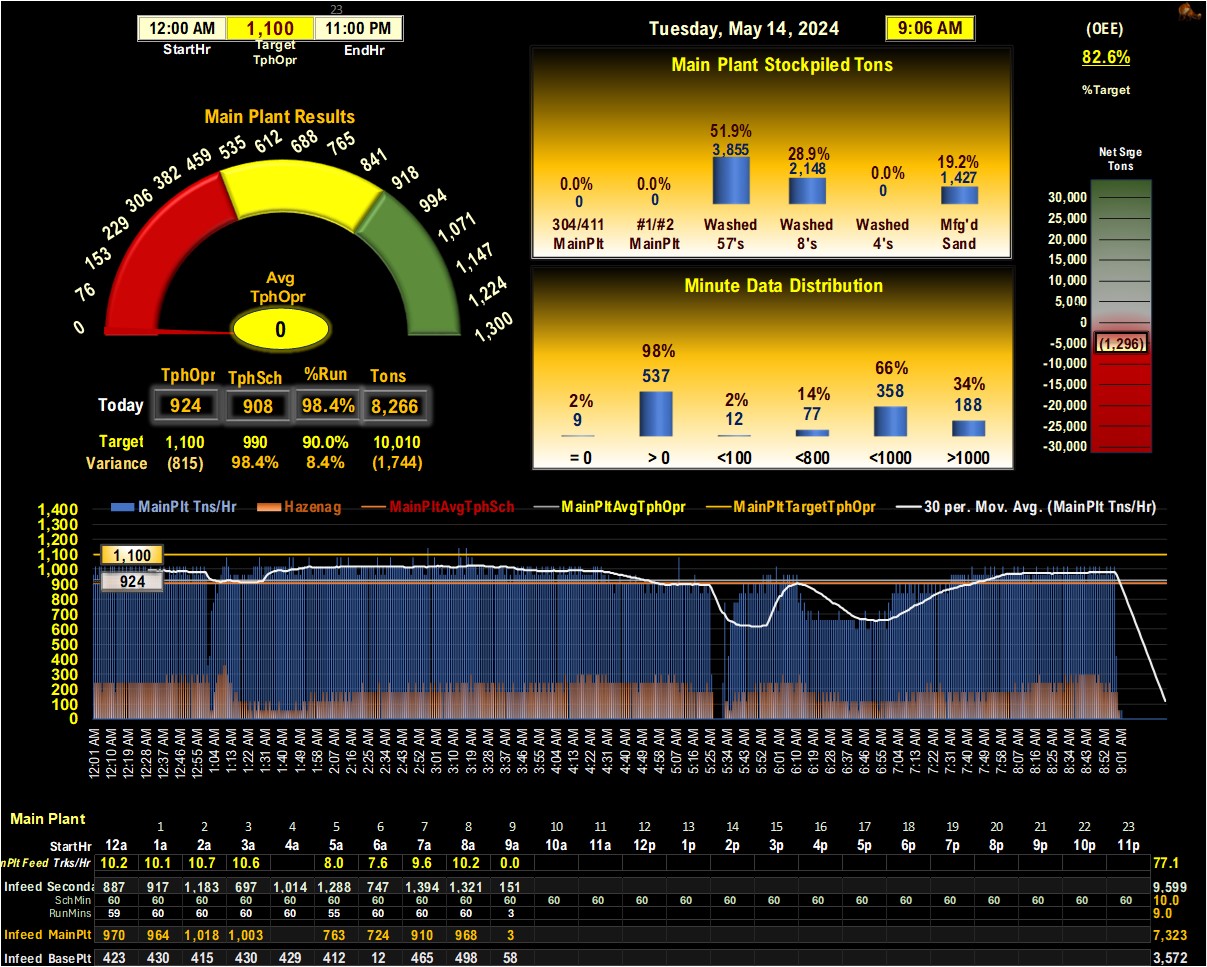 23
12:00 AM 1,100 11:00 PM
StartHr Target TphOpr EndHr
Tuesday, May 14, 2024 9:06 AM
(OEE)
82.6%
%Target
Main Plant Results
0 76 153 229 306 382 459 535 612 688 765 841 918 994 1,071 1,147 1,224 1,300
Avg
TphOpr
0
TphOpr TphSch %Run Tons
Today 924 908 98.4% 8,266
Target 1,100 990 90.0% 10,010
Variance (815) 98.4% 8.4% (1,744)
Main Plant Stockpiled Tons
0.0% 0.0% 51.9% 28.9% 0.0% 19.2%
0 0 3,855 2,148 0 1,427
304/411 #1/#2 Washed Washed Washed Mfg'd
MainPlt MainPlt 57's 8's 4's Sand
Minute Data Distribution
2% 98% 2% 14% 66% 34%
9 537 12 77 358 188
= 0 > 0 <100 <800 <1000 >1000
Net Srge
Tons
30,000
25,000
20,000
15,000
10,000
5,000
0
-5,000
(1,296)
-10,000
-15,000
-20,000
-25,000
-30,000
MainPlt Tns/Hr Hazenag MainPltAvgTphSch MainPltAvgTphOpr MainPltTargetTphOpr 30 per. Mov. Avg. (MainPlt Tns/Hr)
1,400
1,300
1,200
1,100
1,000
900
800
700
600
500
400
300
200
100
0
1,100
924
12:01 AM 12:10 AM 12:19 AM 12:28 AM 12:37 AM 12:46 AM 12:55 AM 1:04 AM 1:13 AM 1:22 AM 1:31 AM 1:40 AM 1:49 AM 1:58 AM 2:07 AM 2:16 AM 2:25 AM 2:34 AM 2:43 AM 2:52 AM 3:01 AM 3:10 AM 3:19 AM 3:28 AM 3:37 AM 3:46 AM 3:55 AM 4:04 AM 4:13 AM 4:22 AM 4:31 AM 4:40 AM 4:49 AM 4:58 AM 5:07 AM 5:16 AM 5:25 AM 5:34 AM 5:43 AM 5:52 AM 6:01 AM 6:10 AM 6:19 AM 6:28 AM 6:37 AM 6:46 AM 6:55 AM 7:04 AM 7:13 AM 7:22 AM 7:31 AM 7:40 AM 7:49 AM 7:58 AM 8:07 AM 8:16 AM 8:25 AM 8:34 AM 8:43 AM 8:52 AM 9:01 AM
Main Plant
1 2 3 4 5 6 7 8 9 10 11 12 13 14 15 16 17 18 19 20 21 22 23
StartHr 12a 1a 2a 3a 4a 5a 6a 7a 8a 9a 10a 11a 12p 1p 2p 3p 4p 5p 6p 7p 8p 9p 10p 11p
nPlt Feed Trks/Hr 10.2 10.1 10.7 10.6 8.0 7.6 9.6 10.2 0.0 77.1
Infeed Seconda 887 917 1,183 697 1,014 1,288 747 1,394 1,321 151 9,599
SchMin 60 60 60 60 60 60 60 60 60 60 60 60 60 60 60 60 60 60 60 60 60 60 60 60 10.0
RunMins 59 60 60 60 60 55 60 60 60 3 9.0
Infeed MainPlt 970 964 1,018 1,003 763 724 910 968 3 7,323
Infeed BasePlt 423 430 415 430 429 412 12 465 498 58 3,572